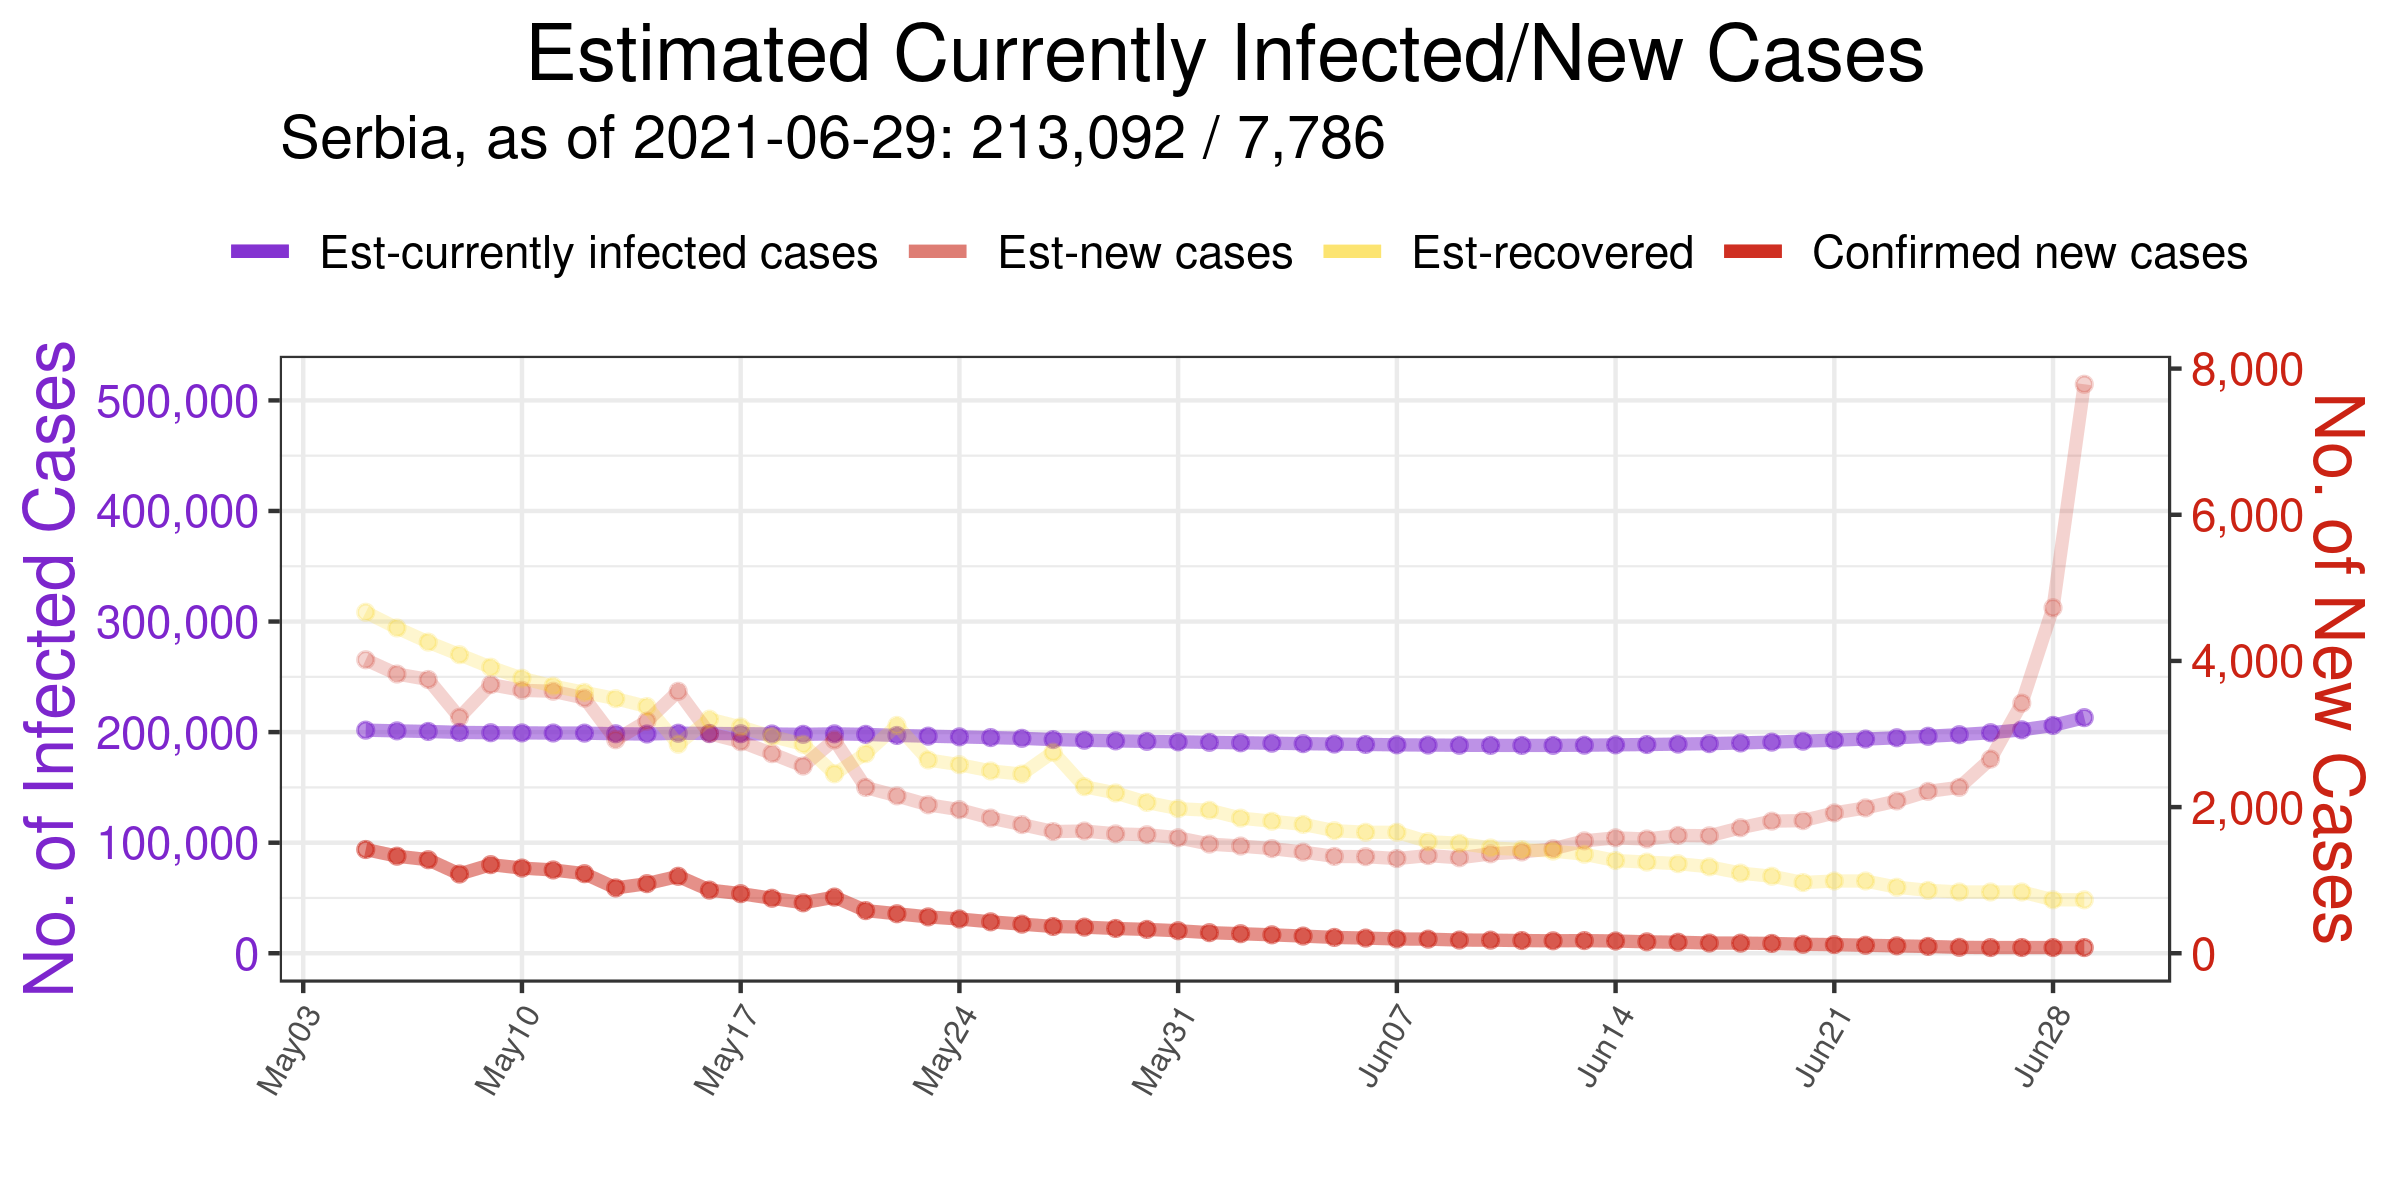 Estimated Currently Infected/New Cases
Serbia, as of 2021-06-29: 213,092 / 7,786
Est-currently infected cases Est-new cases Est-recovered Confirmed new cases
No. of Infected Cases
500,000
400,000
300,000
200,000
100,000
0
8,000
6,000
4,000
2,000
0
No. of New Cases
May03 May10 May17 May24 May31 Jun07 Jun14 Jun21 Jun28